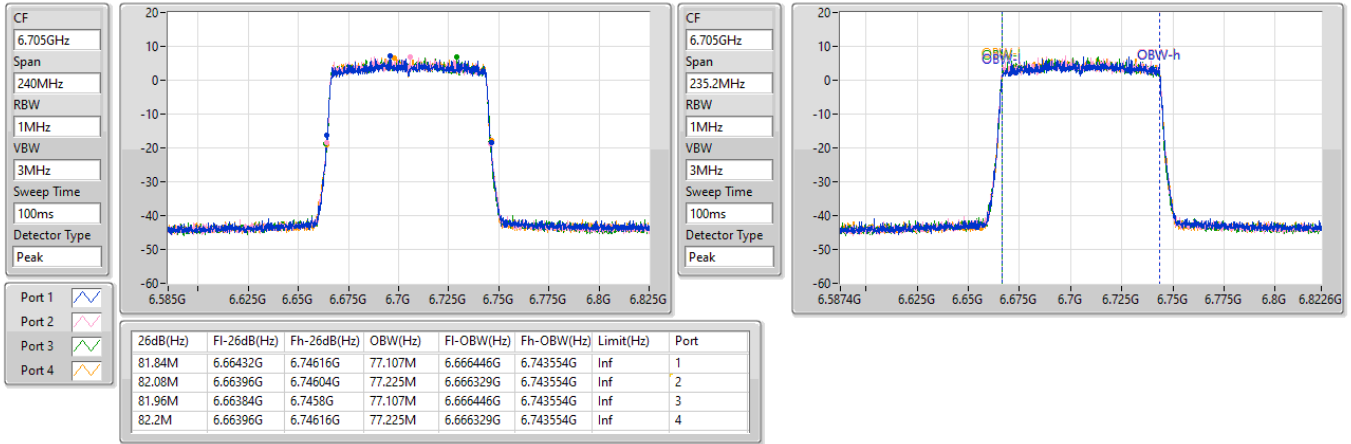 CF
6.705GHz
Span
240MHz
RBW
1MHz
VBW
3MHz
Sweep Time
100ms
Detector Type
Peak
20
10
0
-10
-20
-30
-40
-50
-60
6.585G 6.625G 6.65G 6.675G 6.7G 6.725G 6.75G 6.775G 6.8G 6.825G
CF
6.705GHz
Span
235.2MHz
RBW
1MHz
VBW
3MHz
Sweep Time
100ms
Detector Type
Peak
20
10
0
-10
-20
-30
-40
-50
-60
OBW-h
6.5874G 6.625G 6.65G 6.675G 6.7G 6.725G 6.75G 6.775G 6.8G 6.8226G
Port 1
Port 2
Port 3
Port 4
26dB(Hz) Fl-26dB(Hz) Fh-26dB(Hz) OBW(Hz) Fl-OBW(Hz) Fh-OBW(Hz) Limit(Hz) Port
81.84M 6.66432G 6.74616G 77.107M 6.666446G 6.743554G Inf 1
82.08M 6.66396G 6.74604G 77.225M 6.666329G 6.743554G Inf 2
81.96M 6.66384G 6.7458G 77.107M 6.666446G 6.743554G Inf 3
82.2M 6.66396G 6.74616G 77.225M 6.666329G 6.743554G Inf 4